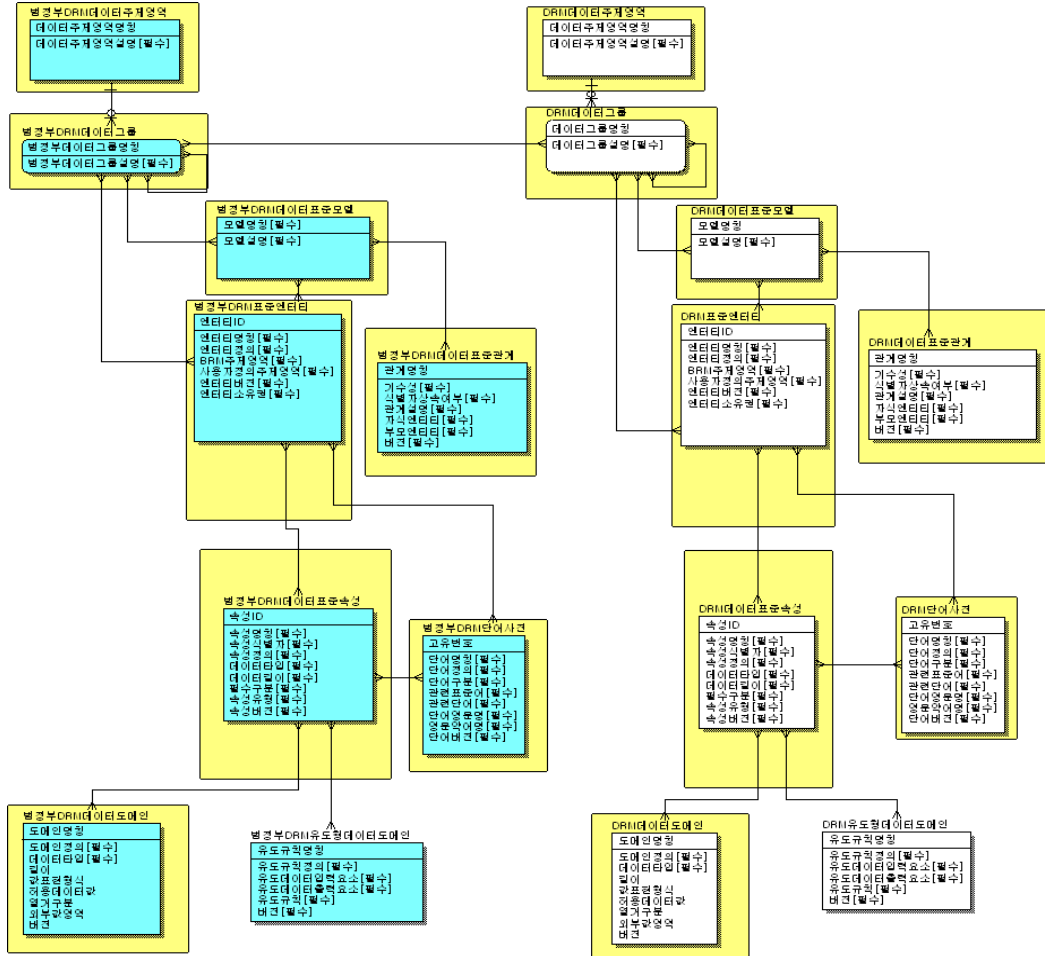 범정부DRM데이터주제영역
데이터주제영역명칭
데이터주제영역설명[필수]
범정부DRM데이터그룹
범정부데이터그룹명칭
범정부데이터그룹설명[필수]
범정부DRM데이터표준모델
모델명칭[필수]
모델설명[필수]
범정부DRM표준엔터티
엔터티ID
엔터티명칭[필수]
엔터티정의[필수]
BRM주제영역[필수]
사용자정의주제영역[필수]
엔터티버전[필수]
엔터티소유권[필수]
범정부DRM데이터표준관계
관계명칭
기수성[필수]
식별자상속여부[필수]
관계설명[필수]
자식엔터티[필수]
부모엔터티[필수]
버전[필수]
범정부DRM데이터표준속성
속성ID
속성명칭[필수]
속성식별자[필수]
속성정의[필수]
데이터타입[필수]
데이터길이[필수]
필수구분[필수]
속성유형[필수]
속성버전[필수]
범정부DRM단어사전
고유번호
단어명칭[필수]
단어정의[필수]
단어구분[필수]
관련표준어[필수]
관련단어[필수]
단어영문명[필수]
영문약어명[필수]
단어버전[필수]
범정부DRM데이터도메인
도메인명칭
도메인정의[필수]
데이터타입[필수]
길이
값표현형식
허용데이터값
열거구분
외부값영역
버전
범정부DRM유도형데이터도메인
유도규칙명칭
유도규칙정의[필수]
유도데이터입력요소[필수]
유도데이터출력요소[필수]
유도규칙[필수]
버전[필수]
DRM데이터주제영역
데이터주제영역명칭
데이터주제영역설명[필수]
DRM데이터그룹
데이터그룹명칭
데이터그룹설명[필수]
DRM데이터표준모델
모델명칭
모델설명[필수]
DRM표준엔터티
엔터티ID
엔터티명칭[필수]
엔터티정의[필수]
BRM주제영역[필수]
사용자정의주제영역[필수]
엔터티버전[필수]
엔터티소유권[필수]
DRM데이터표준관계
관계명칭
기수성[필수]
식별자상속여부[필수]
관계설명[필수]
자식엔터티[필수]
부모엔터티[필수]
버전[필수]
DRM데이터표준속성
속성ID
속성명칭[필수]
속성식별자[필수]
속성정의[필수]
데이터타입[필수]
데이터길이[필수]
필수구분[필수]
속성유형[필수]
속성버전[필수]
DRM단어사전
고유번호
단어명칭[필수]
단어정의[필수]
단어구분[필수]
관련표준어[필수]
관련단어[필수]
단어영문명[필수]
영문약어명[필수]
단어버전[필수]
DRM데이터도메인
도메인명칭
도메인정의[필수]
데이터타입[필수]
길이
값표현형식
허용데이터값
열거구분
외부값영역
버전
DRM유도형데이터도메인
유도규칙명칭
유도규칙정의[필수]
유도데이터입력요소[필수]
유도데이터출력요소[필수]
유도규칙[필수]
버전[필수]